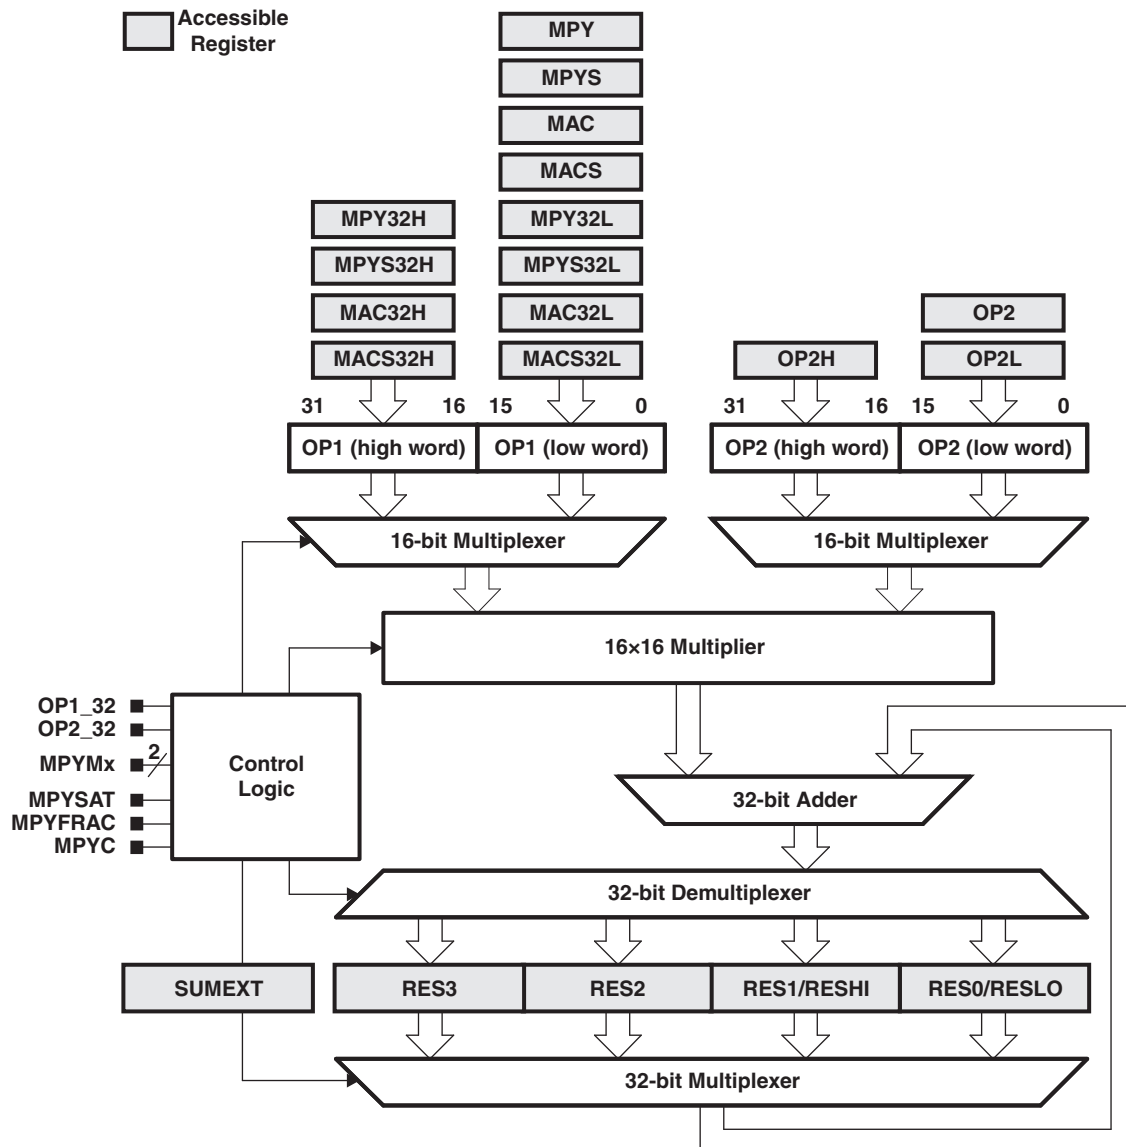 Accessible
Register
MPY
MPYS
MAC
MACS
MPY32H
MPY32L
MPYS32H
MPYS32L
MAC32H
MAC32L
OP2
MACS32H
MACS32L
OP2H
OP2L
31 16 15 0 31 16 15 0
OP1 (high word) OP1 (low word) OP2 (high word) OP2 (low word)
16-bit Multiplexer 16-bit Multiplexer
16×16 Multiplier
OP1_32
OP2_32
2
MPYMx
MPYSAT
MPYFRAC
MPYC
Control
Logic
32-bit Adder
32-bit Demultiplexer
SUMEXT RES3 RES2 RES1/RESHI RES0/RESLO
32-bit Multiplexer